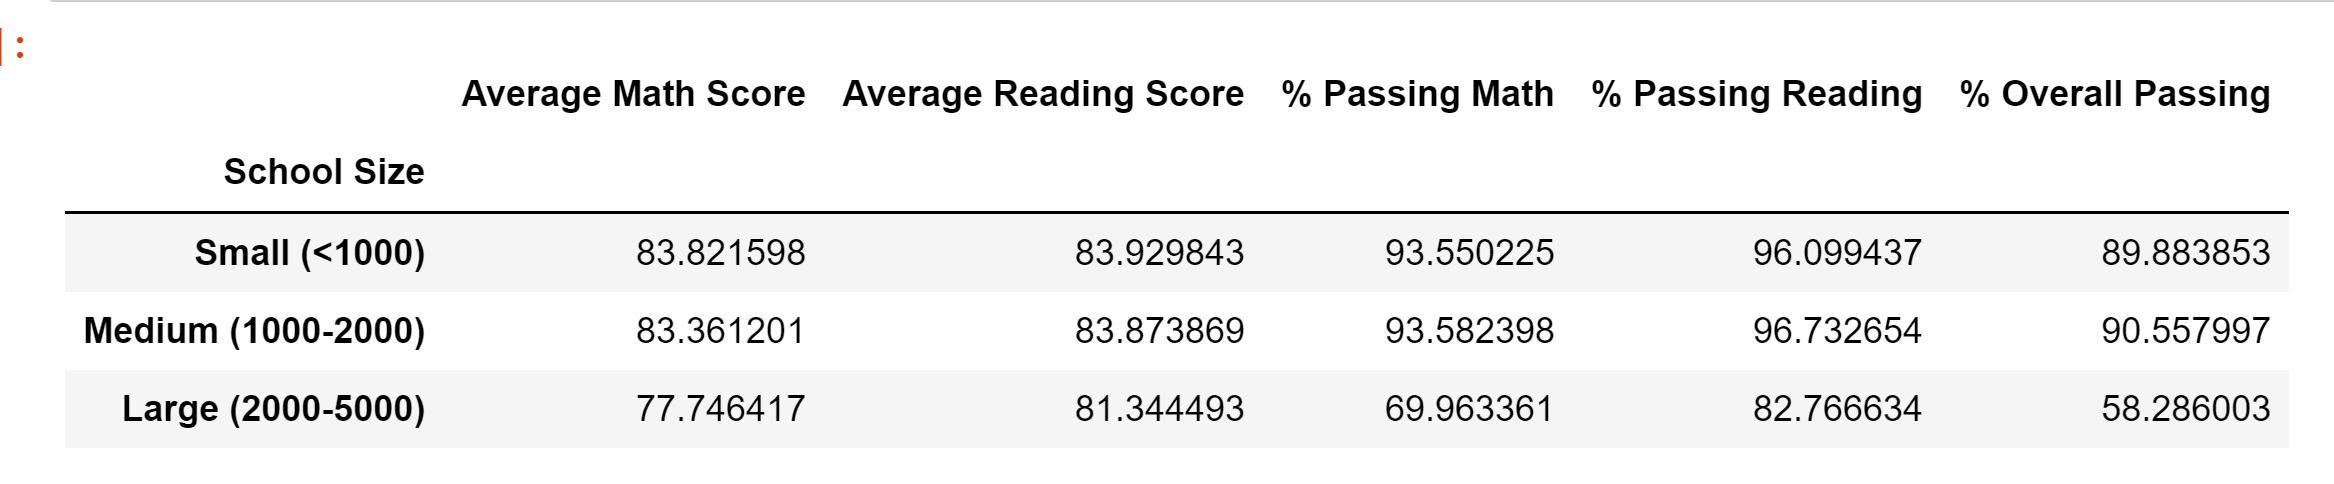 ]:
Average Math Score Average Reading Score % Passing Math % Passing Reading % Overall Passing
School Size
Small (<1000) 83.821598 83.929843 93.550225 96.099437 89.883853
Medium (1000-2000) 83.361201 83.873869 93.582398 96.732654 90.557997
Large (2000-5000) 77.746417 81.344493 69.963361 82.766634 58.286003